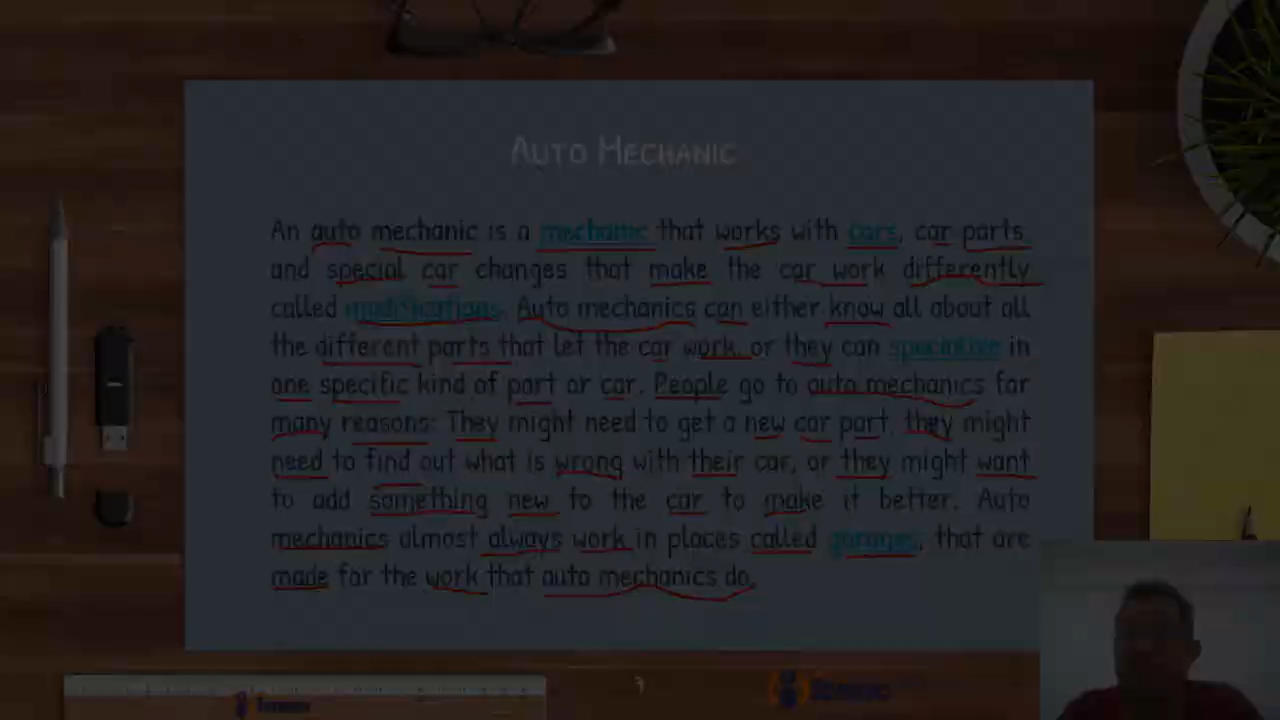 AUTO MECHANIC
An auto mechanic is a mechanic that works with cars, car parts,
and special car changes that make the car work differently
called modifications. Auto mechanics can either know all about all
the different parts that let the car work, or they can specialize in
one specific kind of part or car. People go to auto mechanics for
many reasons: They might need to get a new car part, they might
need to find out what is wrong with their car, or they might want
to add something new to the car to make it better. Auto
mechanics almost always work in places called garages, that are
made for the work that auto mechanics do.